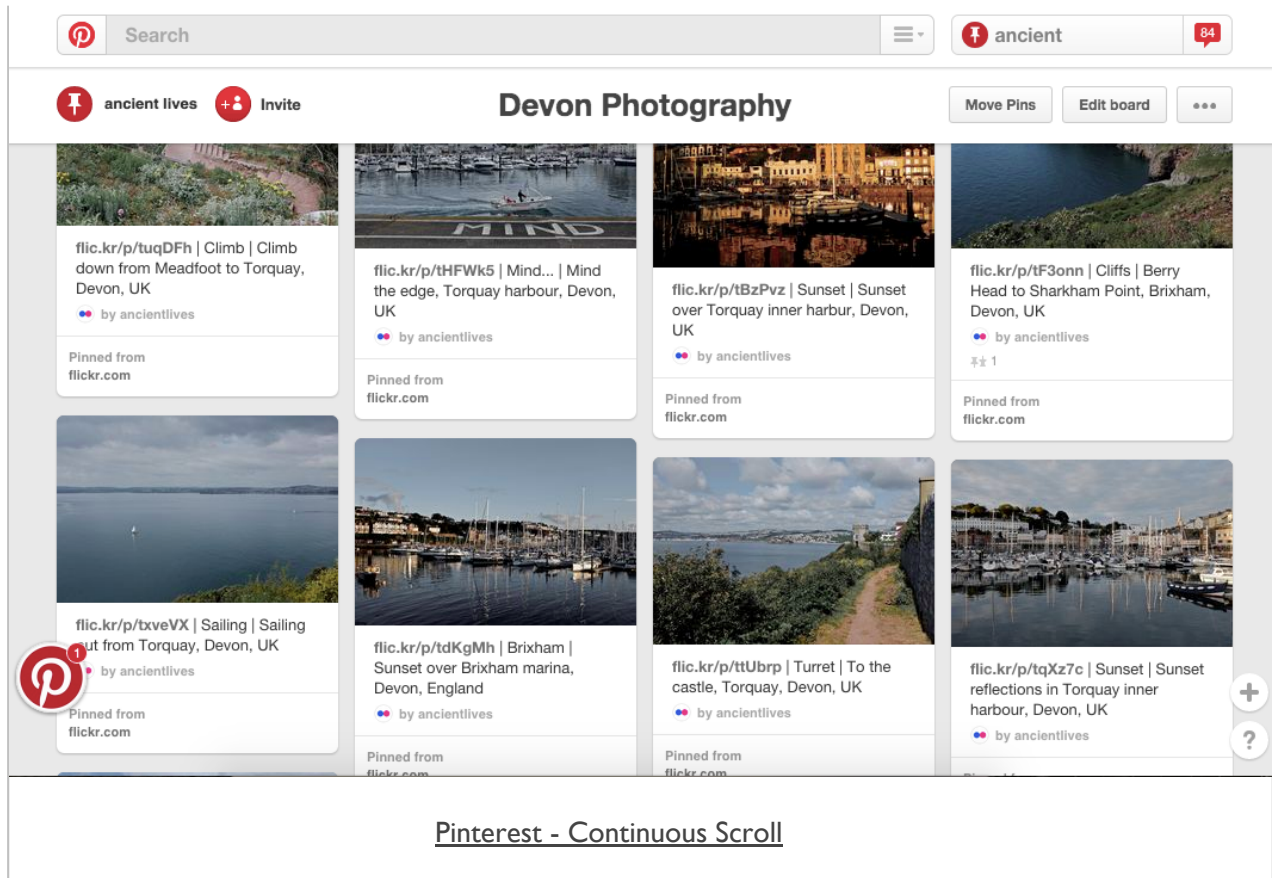 Search
ancient
84
ancient lives
Invite
Devon Photography
Move Pins
Edit board
MIND
flic.kr/p/tuqDFh | Climb | Climb
down from Meadfoot to Torquay,
Devon, UK
by ancientlives
Pinned from
flickr.com
flic.kr/p/tHFWk5 | Mind... | Mind
the edge, Torquay harbour, Devon,
UK
by ancientlives
Pinned from
flickr.com
flic.kr/p/tBzPvz | Sunset | Sunset
over Torquay inner harbur, Devon,
UK
by ancientlives
Pinned from
flickr.com
flic.kr/p/tF3onn | Cliffs | Berry
Head to Sharkham Point, Brixham,
Devon, UK
by ancientlives
1
Pinned from
flickr.com
flic.kr/p/txveVX | Sailing | Sailing
out from Torquay, Devon, UK
1
by ancientlives
Pinned from
flickr.com
flic.kr/p/tdKgMh | Brixham |
Sunset over Brixham marina,
Devon, England
by ancientlives
Pinned from
flickr.com
flic.kr/p/ttUbrp | Turret | To the
castle, Torquay, Devon, UK
by ancientlives
Pinned from
flickr.com
flic.kr/p/tqXz7c | Sunset | Sunset
reflections in Torquay inner
harbour, Devon, UK
by ancientlives
+
?
Pinterest - Continuous Scroll